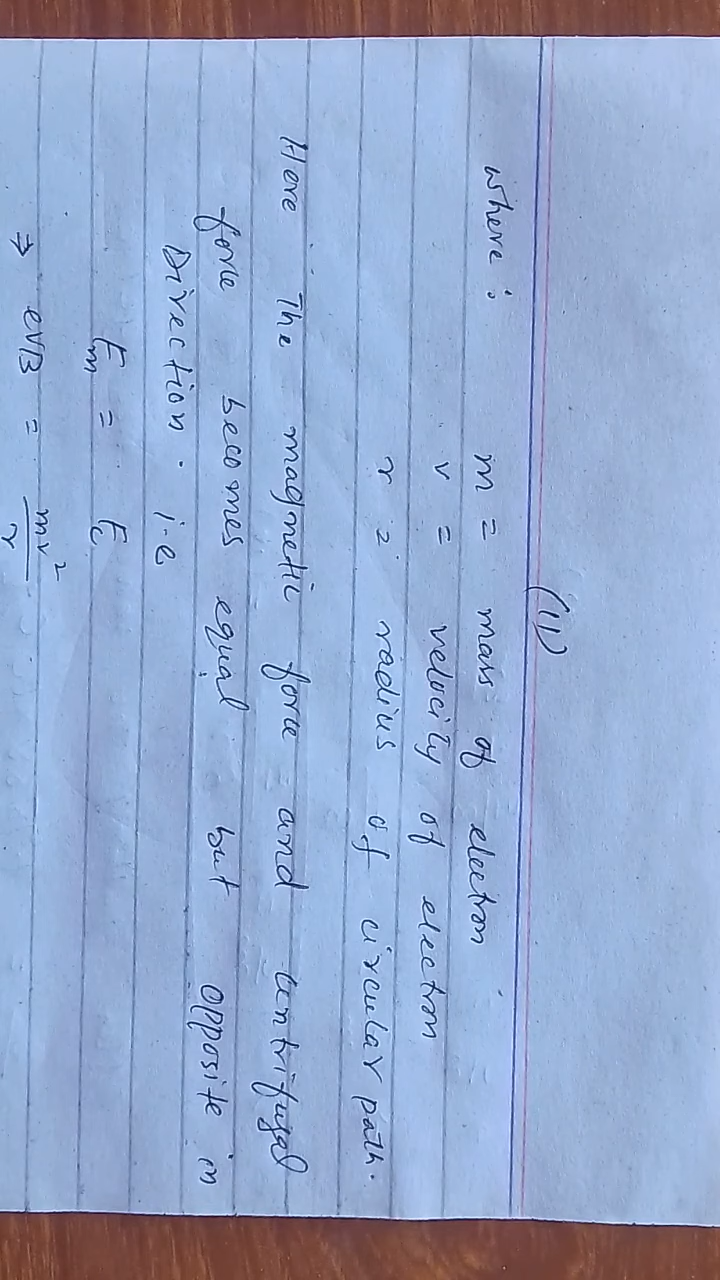 (11)
where: m = mass of electron
v = velocity of electron
r = radius of circular path.
Here the magnetic force and centrifugal
force becomes equal but opposite in
Direction. i.e
Fm = Fc
⇒ evB = mv²/r